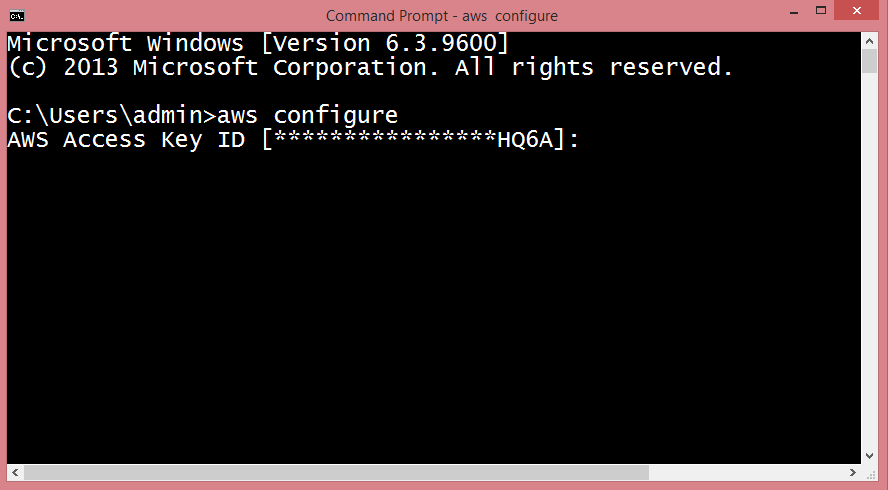 Command Prompt - aws  configure
Microsoft Windows [Version 6.3.9600]
(c) 2013 Microsoft Corporation. All rights reserved.
C:\Users\admin>aws configure
AWS Access Key ID [****************HQ6A]: